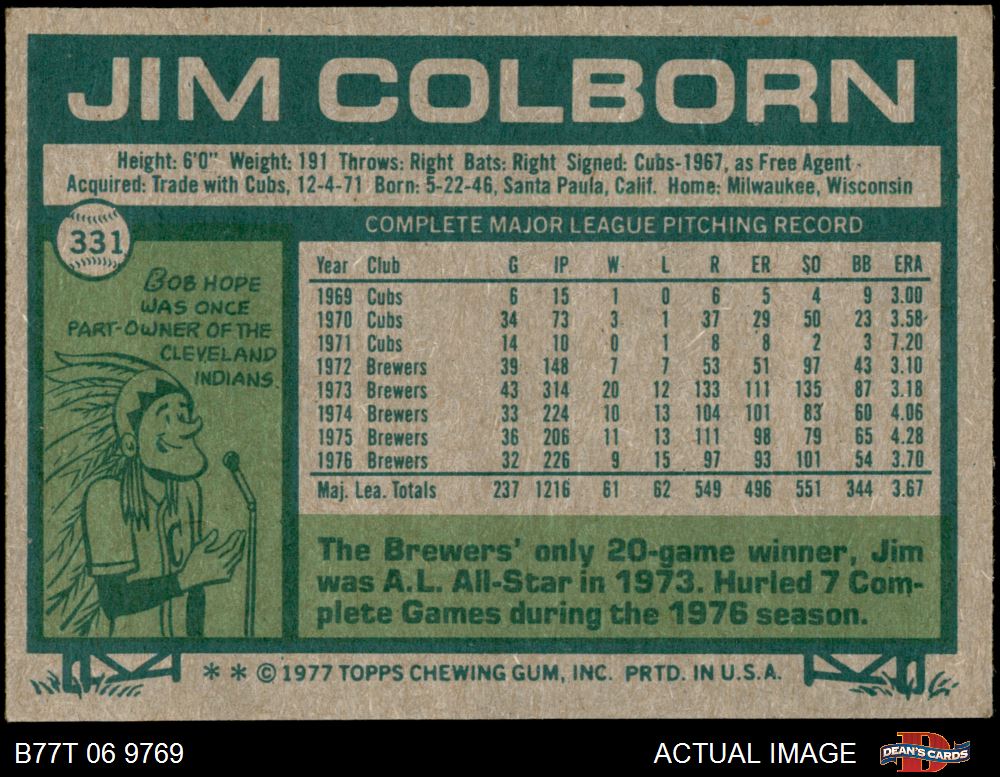 JIM COLBORN
Height: 6'0" Weight: 191 Throws: Right Bats: Right Signed: Cubs-1967, as Free Agent
Acquired: Trade with Cubs, 12-4-71 Born: 5-22-46, Santa Paula, Calif. Home: Milwaukee, Wisconsin
331
BOB HOPE
WAS ONCE
PART-OWNER OF THE
CLEVELAND
INDIANS.
C
COMPLETE MAJOR LEAGUE PITCHING RECORD
Year Club G IP W L R ER SO BB ERA
1969 Cubs 6 15 1 0 6 5 4 9 3.00
1970 Cubs 34 73 3 1 37 29 50 23 3.58
1971 Cubs 14 10 0 1 8 8 2 3 7.20
1972 Brewers 39 148 7 7 53 51 97 43 3.10
1973 Brewers 43 314 20 12 133 111 135 87 3.18
1974 Brewers 33 224 10 13 104 101 83 60 4.06
1975 Brewers 36 206 11 13 111 98 79 65 4.28
1976 Brewers 32 226 9 15 97 93 101 54 3.70
Maj. Lea. Totals 237 1216 61 62 549 496 551 344 3.67
The Brewers' only 20-game winner, Jim
was A.L. All-Star in 1973. Hurled 7 Com-
plete Games during the 1976 season.
* * © 1977 TOPPS CHEWING GUM, INC. PRTD. IN U.S.A.
B77T 06 9769
ACTUAL IMAGE
D
DEAN'S CARDS